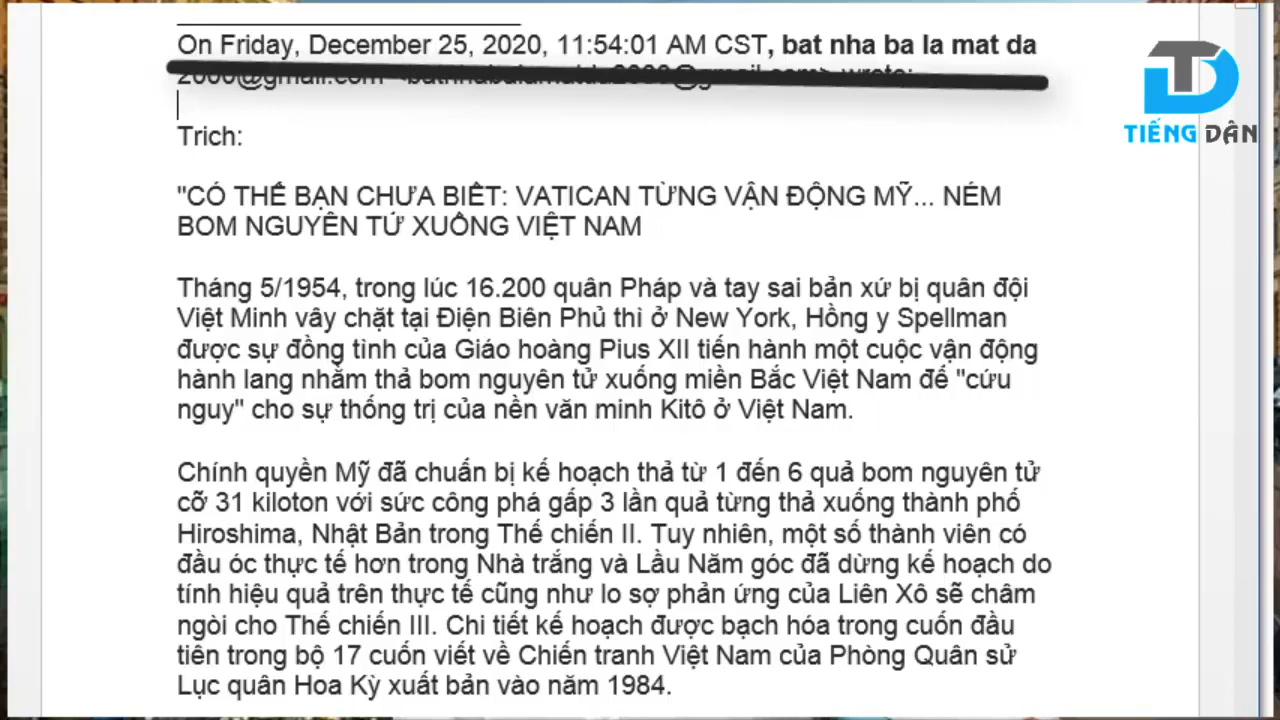 On Friday, December 25, 2020, 11:54:01 AM CST, bat nha ba la mat da
TIẾNG DÂN
Trich:
"CÓ THỂ BẠN CHƯA BIẾT: VATICAN TỪNG VẬN ĐỘNG MỸ... NÉM
BOM NGUYÊN TỬ XUỐNG VIỆT NAM
Tháng 5/1954, trong lúc 16.200 quân Pháp và tay sai bản xứ bị quân đội
Việt Minh vây chặt tại Điện Biên Phủ thì ở New York, Hồng y Spellman
được sự đồng tình của Giáo hoàng Pius XII tiến hành một cuộc vận động
hành lang nhằm thả bom nguyên tử xuống miền Bắc Việt Nam để "cứu
nguy" cho sự thống trị của nền văn minh Kitô ở Việt Nam.
Chính quyền Mỹ đã chuẩn bị kế hoạch thả từ 1 đến 6 quả bom nguyên tử
cỡ 31 kiloton với sức công phá gấp 3 lần quả từng thả xuống thành phố
Hiroshima, Nhật Bản trong Thế chiến II. Tuy nhiên, một số thành viên có
đầu óc thực tế hơn trong Nhà trắng và Lầu Năm góc đã dừng kế hoạch do
tính hiệu quả trên thực tế cũng như lo sợ phản ứng của Liên Xô sẽ châm
ngòi cho Thế chiến III. Chi tiết kế hoạch được bạch hóa trong cuốn đầu
tiên trong bộ 17 cuốn viết về Chiến tranh Việt Nam của Phòng Quân sử
Lục quân Hoa Kỳ xuất bản vào năm 1984.